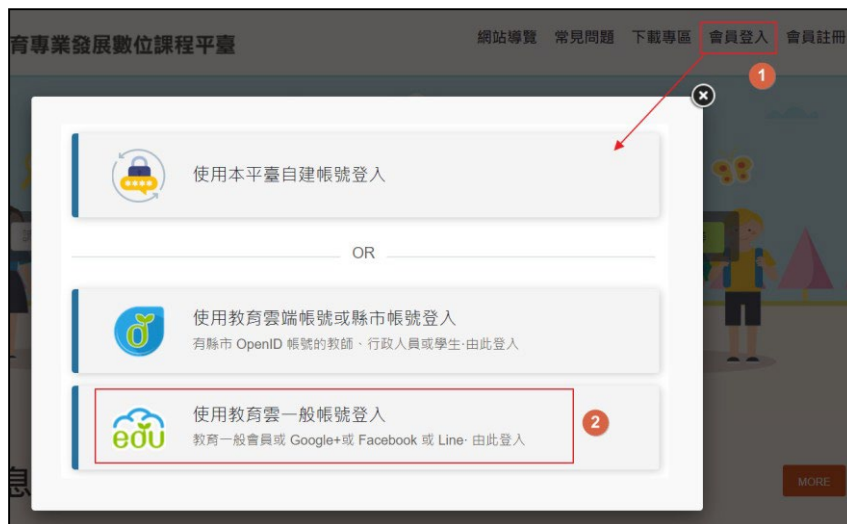 育專業發展數位課程平臺
網站導覽 常見問題 下載專區 會員登入 會員註冊
1
使用本平臺自建帳號登入
OR
使用教育雲端帳號或縣市帳號登入
有縣市 OpenID 帳號的教師、行政人員或學生‧由此登入
edu
使用教育雲一般帳號登入
教育一般會員或 Google+或 Facebook 或 Line‧ 由此登入
2
息
MORE